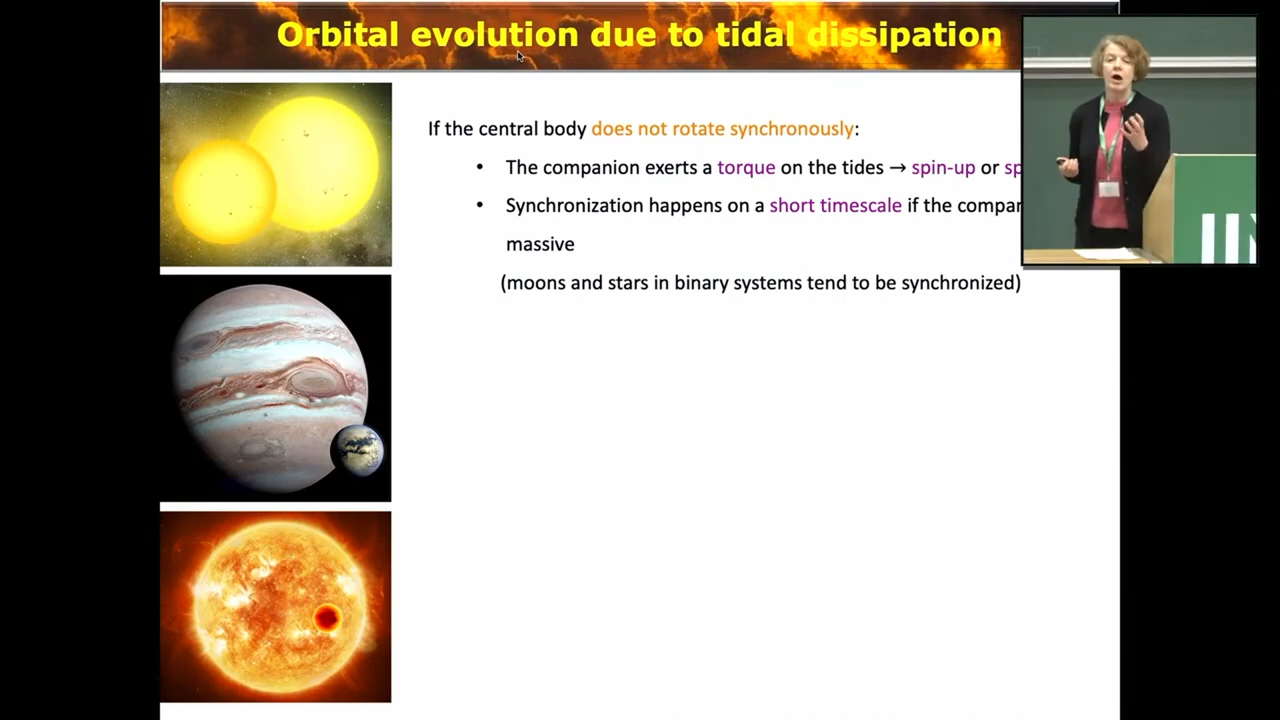 Orbital evolution due to tidal dissipation
If the central body does not rotate synchronously:
• The companion exerts a torque on the tides → spin-up or
• Synchronization happens on a short timescale if the
massive
(moons and stars in binary systems tend to be synchronized)